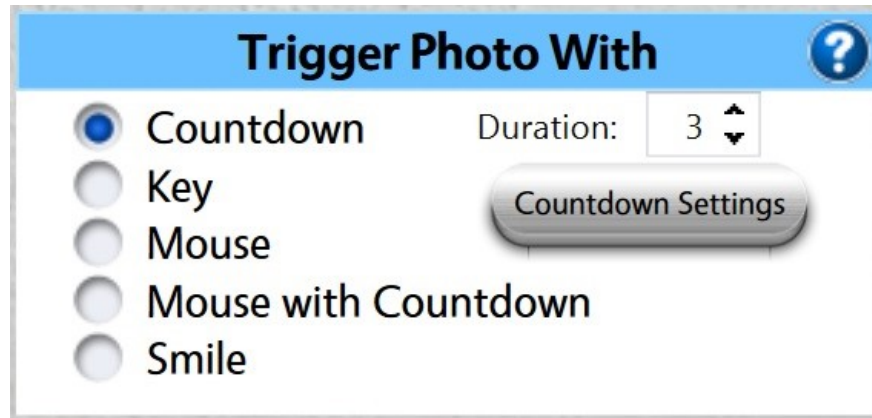 Trigger Photo With ?
Countdown Duration: 3
Key
Countdown Settings
Mouse
Mouse with Countdown
Smile